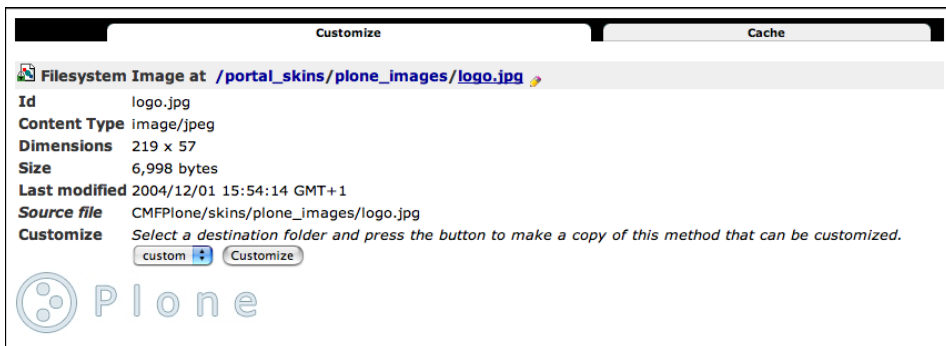 Customize Cache
Filesystem Image at /portal_skins/plone_images/logo.jpg
Id logo.jpg
Content Type image/jpeg
Dimensions 219 x 57
Size 6,998 bytes
Last modified 2004/12/01 15:54:14 GMT+1
Source file CMFPlone/skins/plone_images/logo.jpg
Customize Select a destination folder and press the button to make a copy of this method that can be customized.
custom Customize
Plone